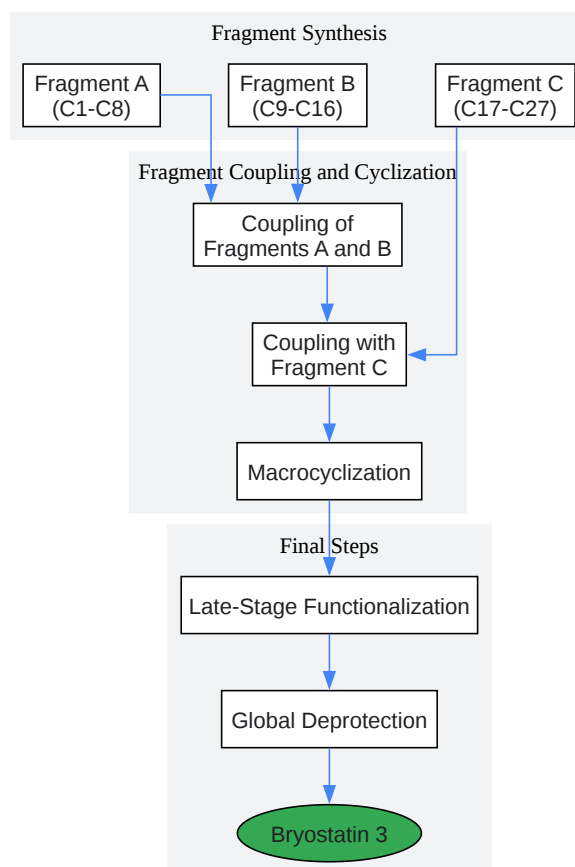 Fragment Synthesis
Fragment A
(C1-C8)
Fragment B
(C9-C16)
Fragment C
(C17-C27)
Fragment Coupling and Cyclization
Coupling of
Fragments A and B
Coupling with
Fragment C
Macrocyclization
Final Steps
Late-Stage Functionalization
Global Deprotection
Bryostatin 3